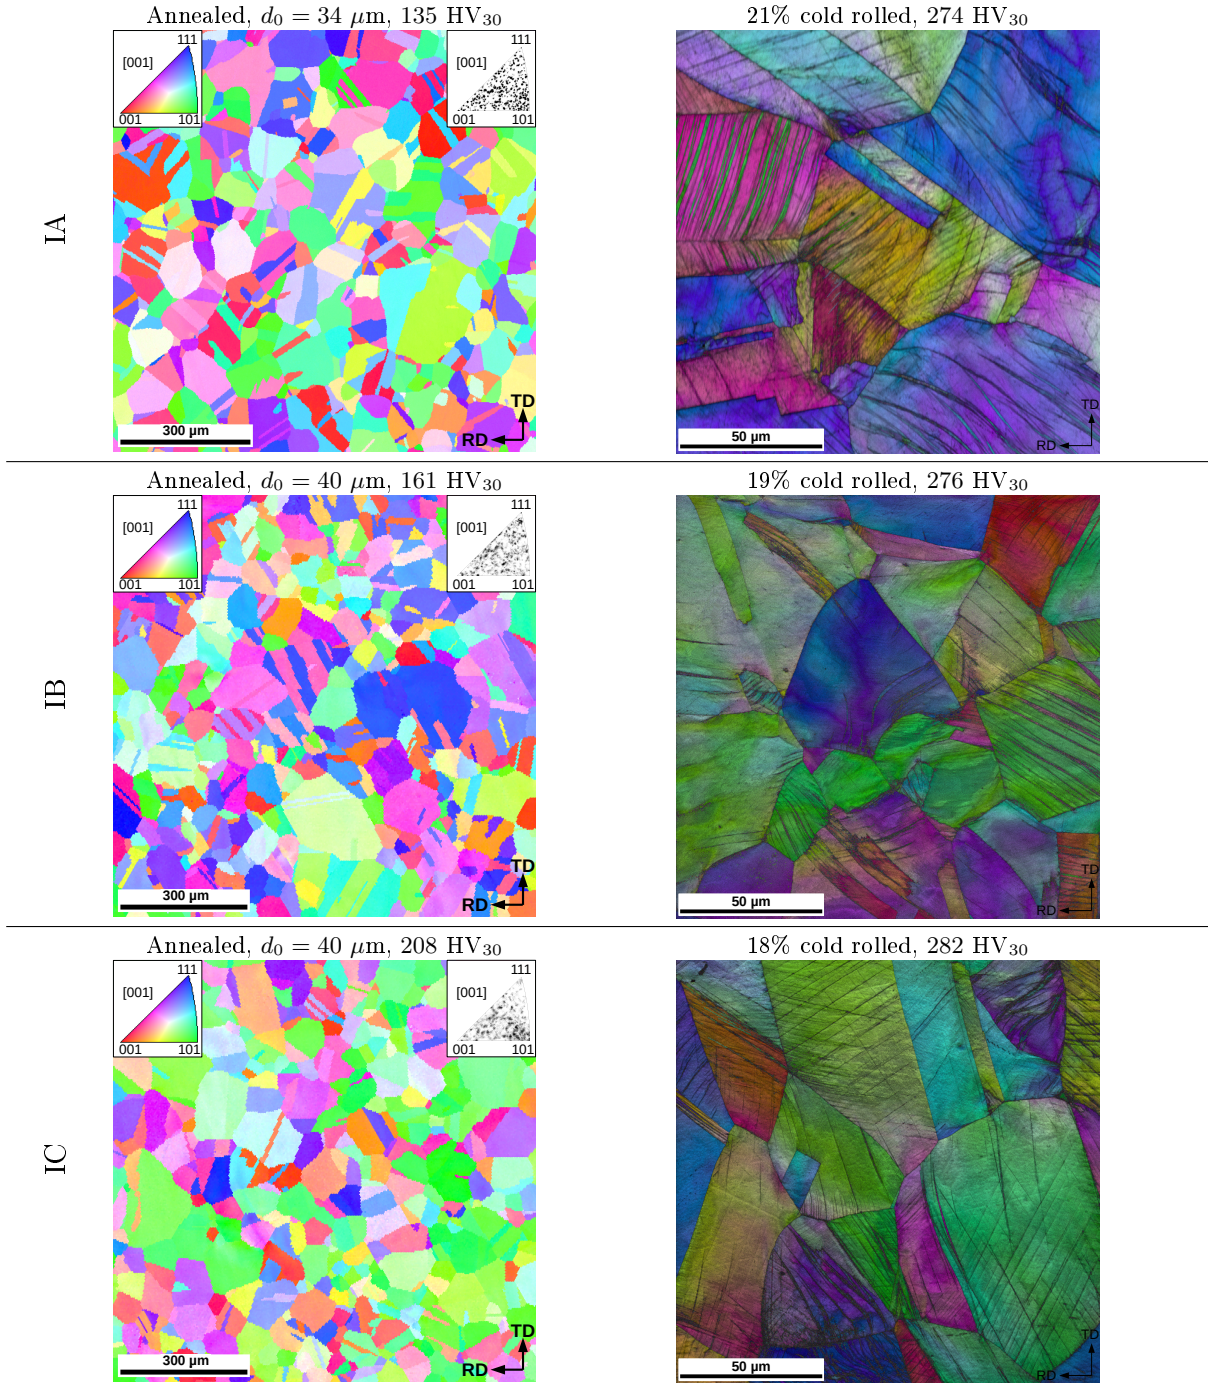 Annealed, d₀ = 34 μm, 135 HV₃₀
21% cold rolled, 274 HV₃₀
IA
111
[001]
001 101
111
[001]
001 101
300 µm
TD
RD
50 µm
TD
RD
Annealed, d₀ = 40 μm, 161 HV₃₀
19% cold rolled, 276 HV₃₀
IB
111
[001]
001 101
111
[001]
001 101
300 µm
TD
RD
50 µm
TD
RD
Annealed, d₀ = 40 μm, 208 HV₃₀
18% cold rolled, 282 HV₃₀
IC
111
[001]
001 101
111
[001]
001 101
300 µm
TD
RD
50 µm
TD
RD